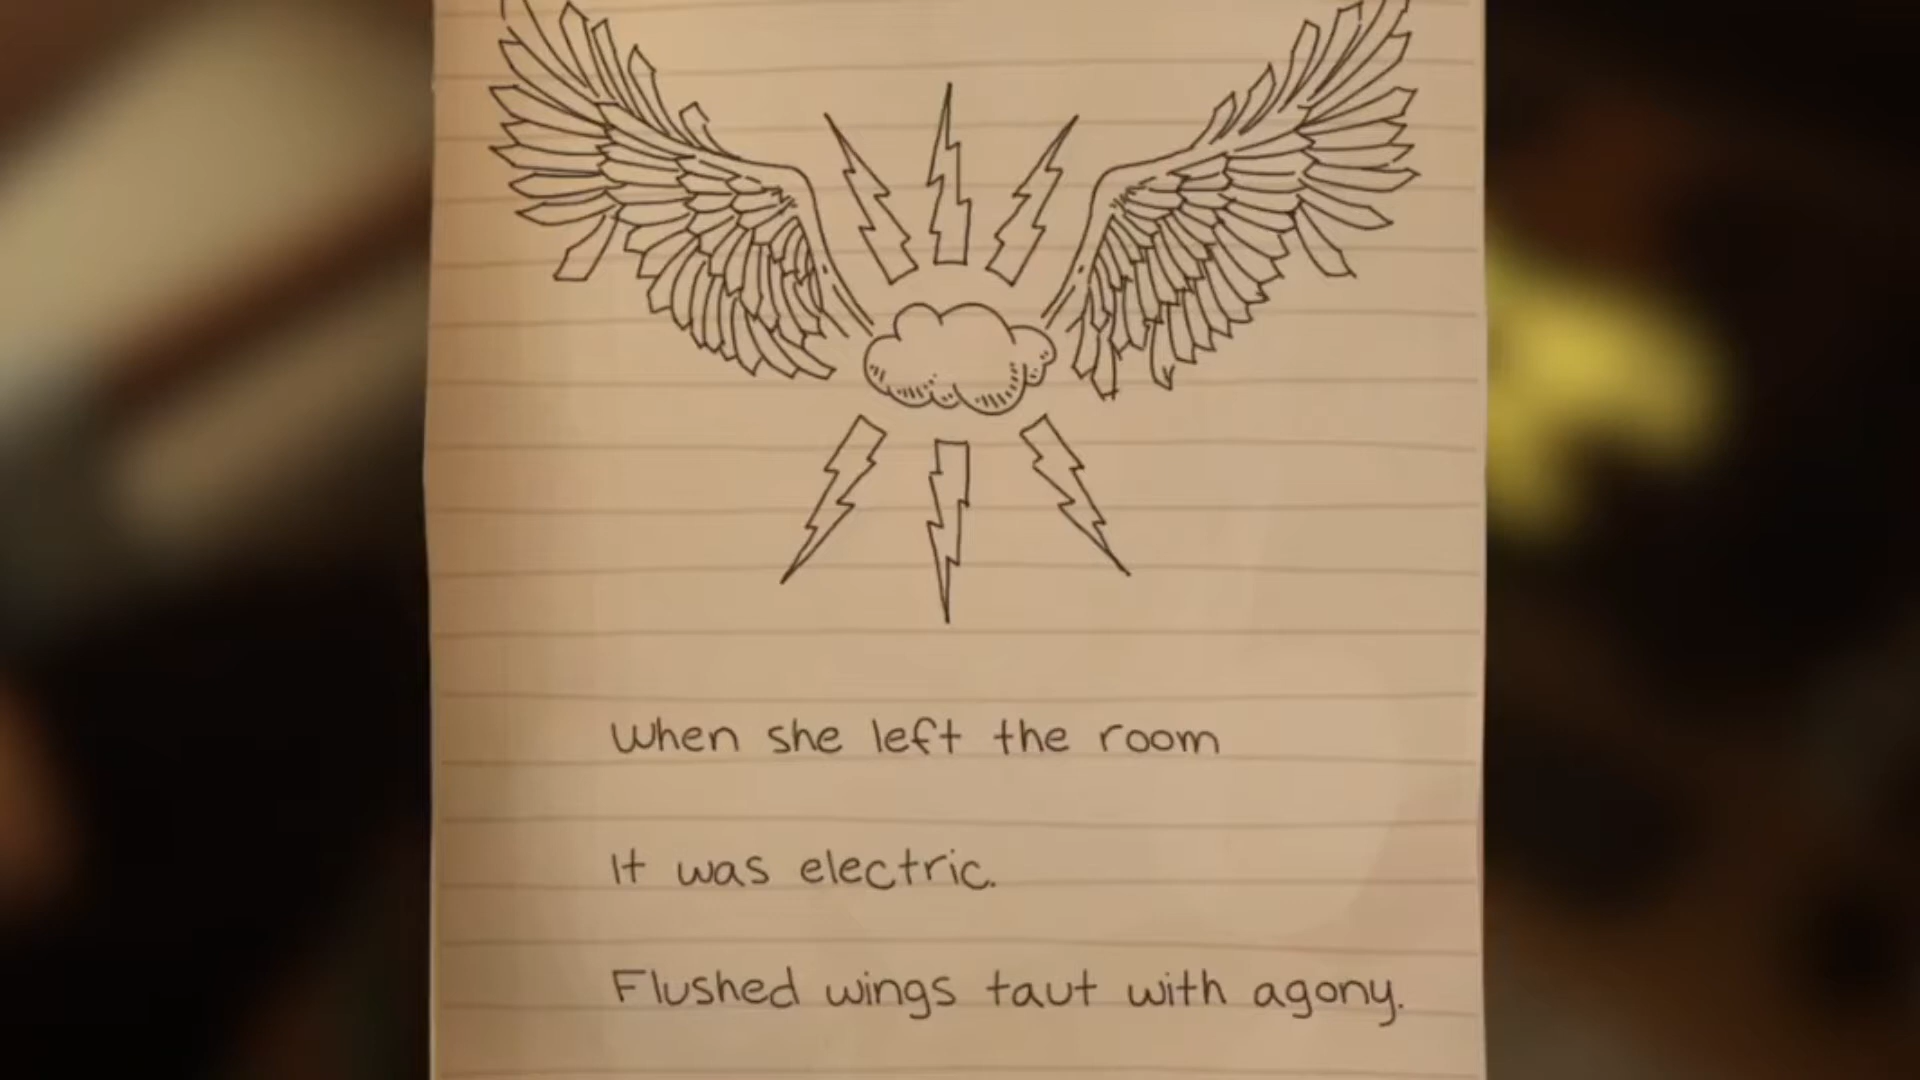 When she left the room
It was electric.
Flushed wings taut with agony.